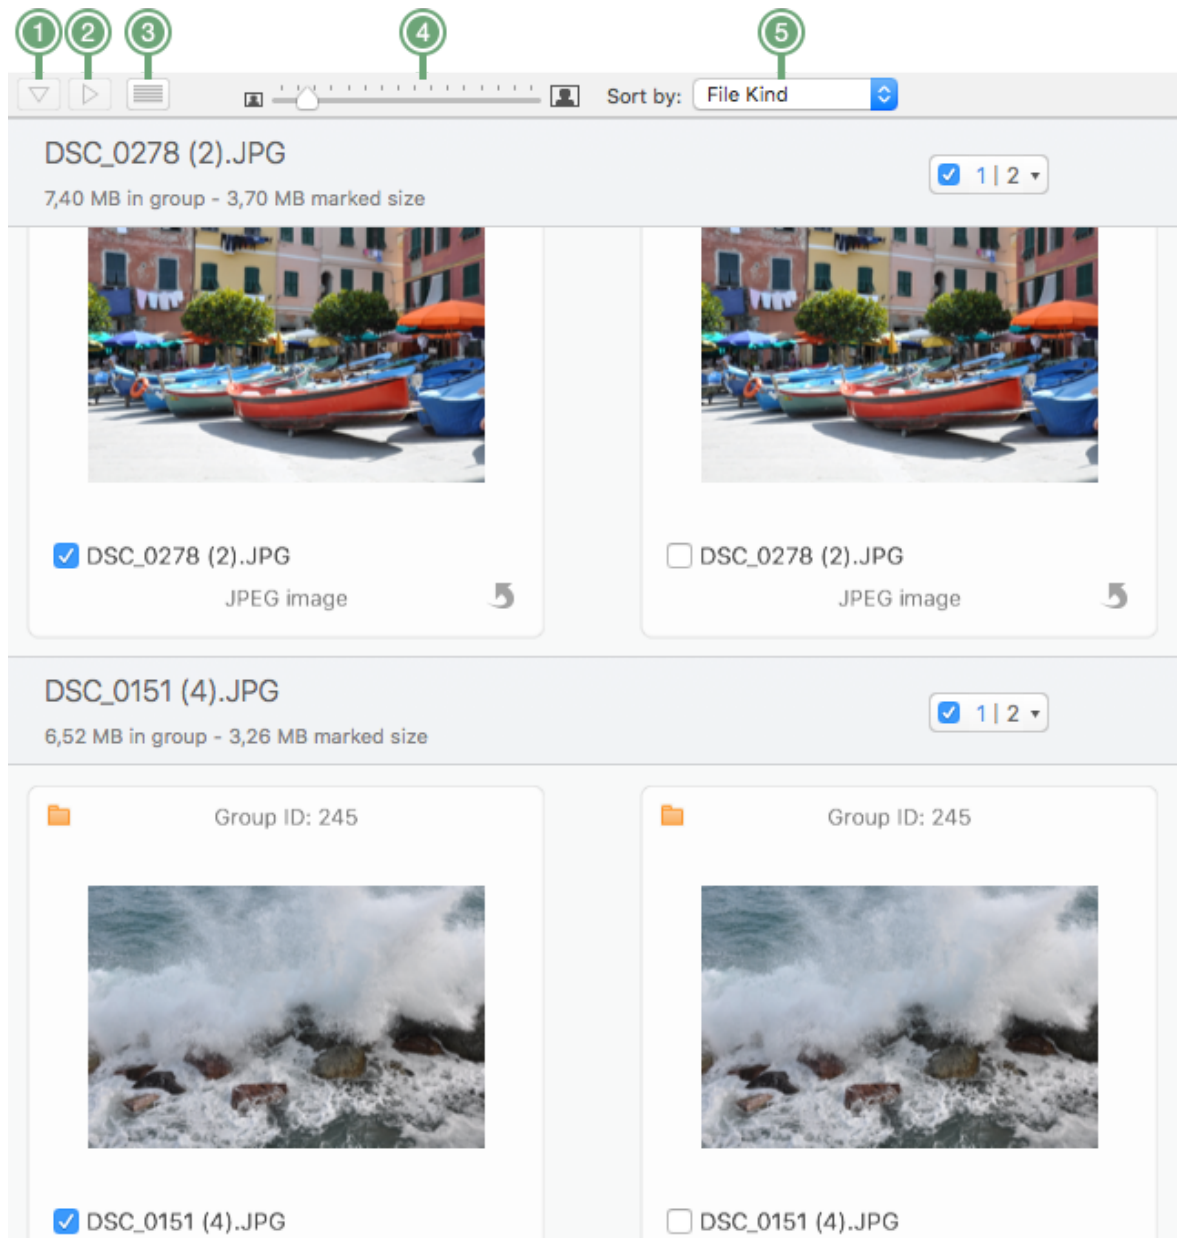 1 2 3 4 5
Sort by: File Kind
DSC_0278 (2).JPG
1 | 2
7,40 MB in group - 3,70 MB marked size
DSC_0278 (2).JPG DSC_0278 (2).JPG
JPEG image JPEG image
DSC_0151 (4).JPG
1 | 2
6,52 MB in group - 3,26 MB marked size
Group ID: 245 Group ID: 245
DSC_0151 (4).JPG DSC_0151 (4).JPG